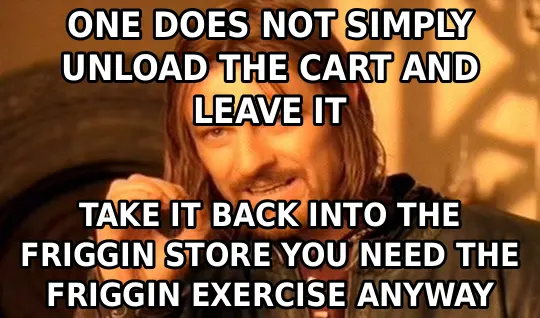 ONE DOES NOT SIMPLY
UNLOAD THE CART AND
LEAVE IT
TAKE IT BACK INTO THE
FRIGGIN STORE YOU NEED THE
FRIGGIN EXERCISE ANYWAY